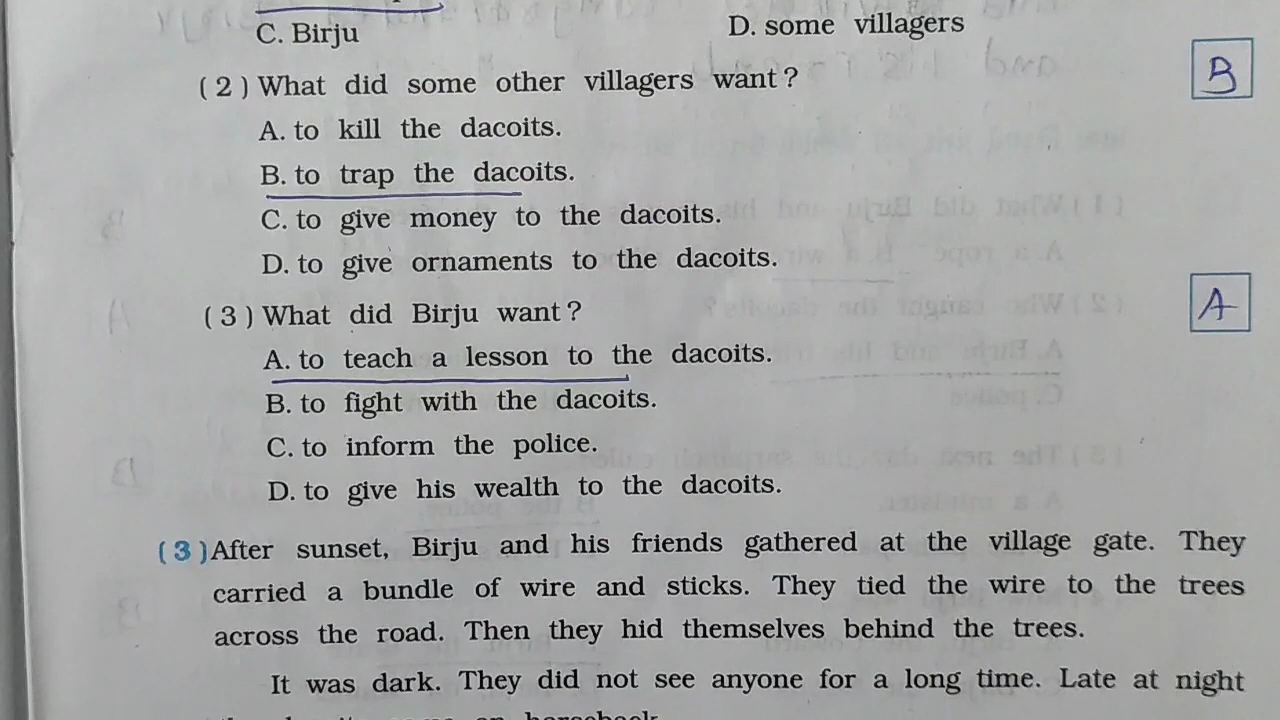 C. Birju D. some villagers
( 2 ) What did some other villagers want ? B
A. to kill the dacoits.
B. to trap the dacoits.
C. to give money to the dacoits.
D. to give ornaments to the dacoits.
( 3 ) What did Birju want ? A
A. to teach a lesson to the dacoits.
B. to fight with the dacoits.
C. to inform the police.
D. to give his wealth to the dacoits.
( 3 ) After sunset, Birju and his friends gathered at the village gate. They
carried a bundle of wire and sticks. They tied the wire to the trees
across the road. Then they hid themselves behind the trees.
It was dark. They did not see anyone for a long time. Late at night